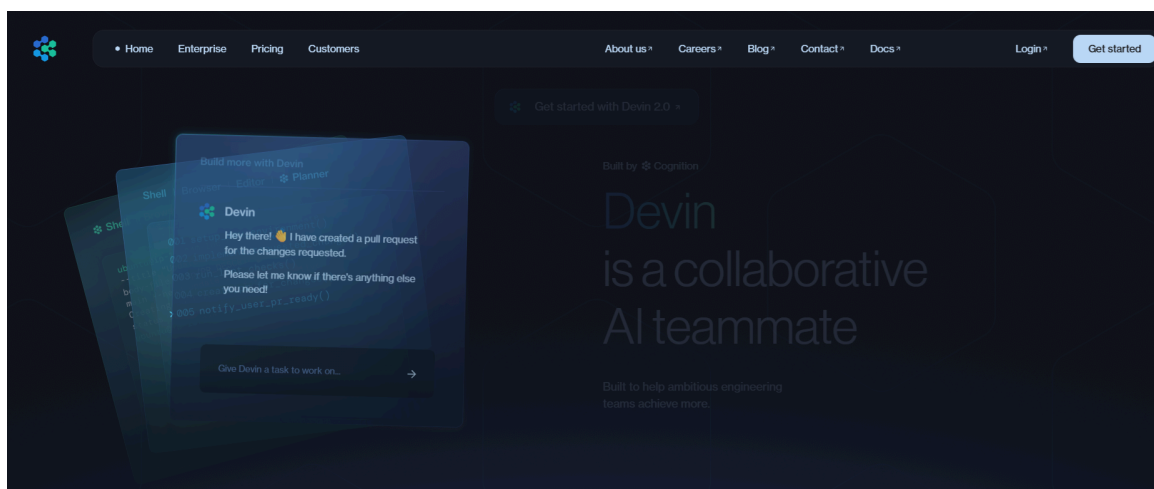 Home Enterprise Pricing Customers About us Careers Blog Contact Docs Login Get started
Get started with Devin 2.0
Build more with Devin
Shell Browser Editor Planner
Devin
Hey there! 👋 I have created a pull request
for the changes requested.
Please let me know if there's anything else
you need!
006 notify_user_pr_ready()
Give Devin a task to work on...
Built by Cognition
Devin
is a collaborative
AI teammate
Built to help ambitious engineering
teams achieve more.